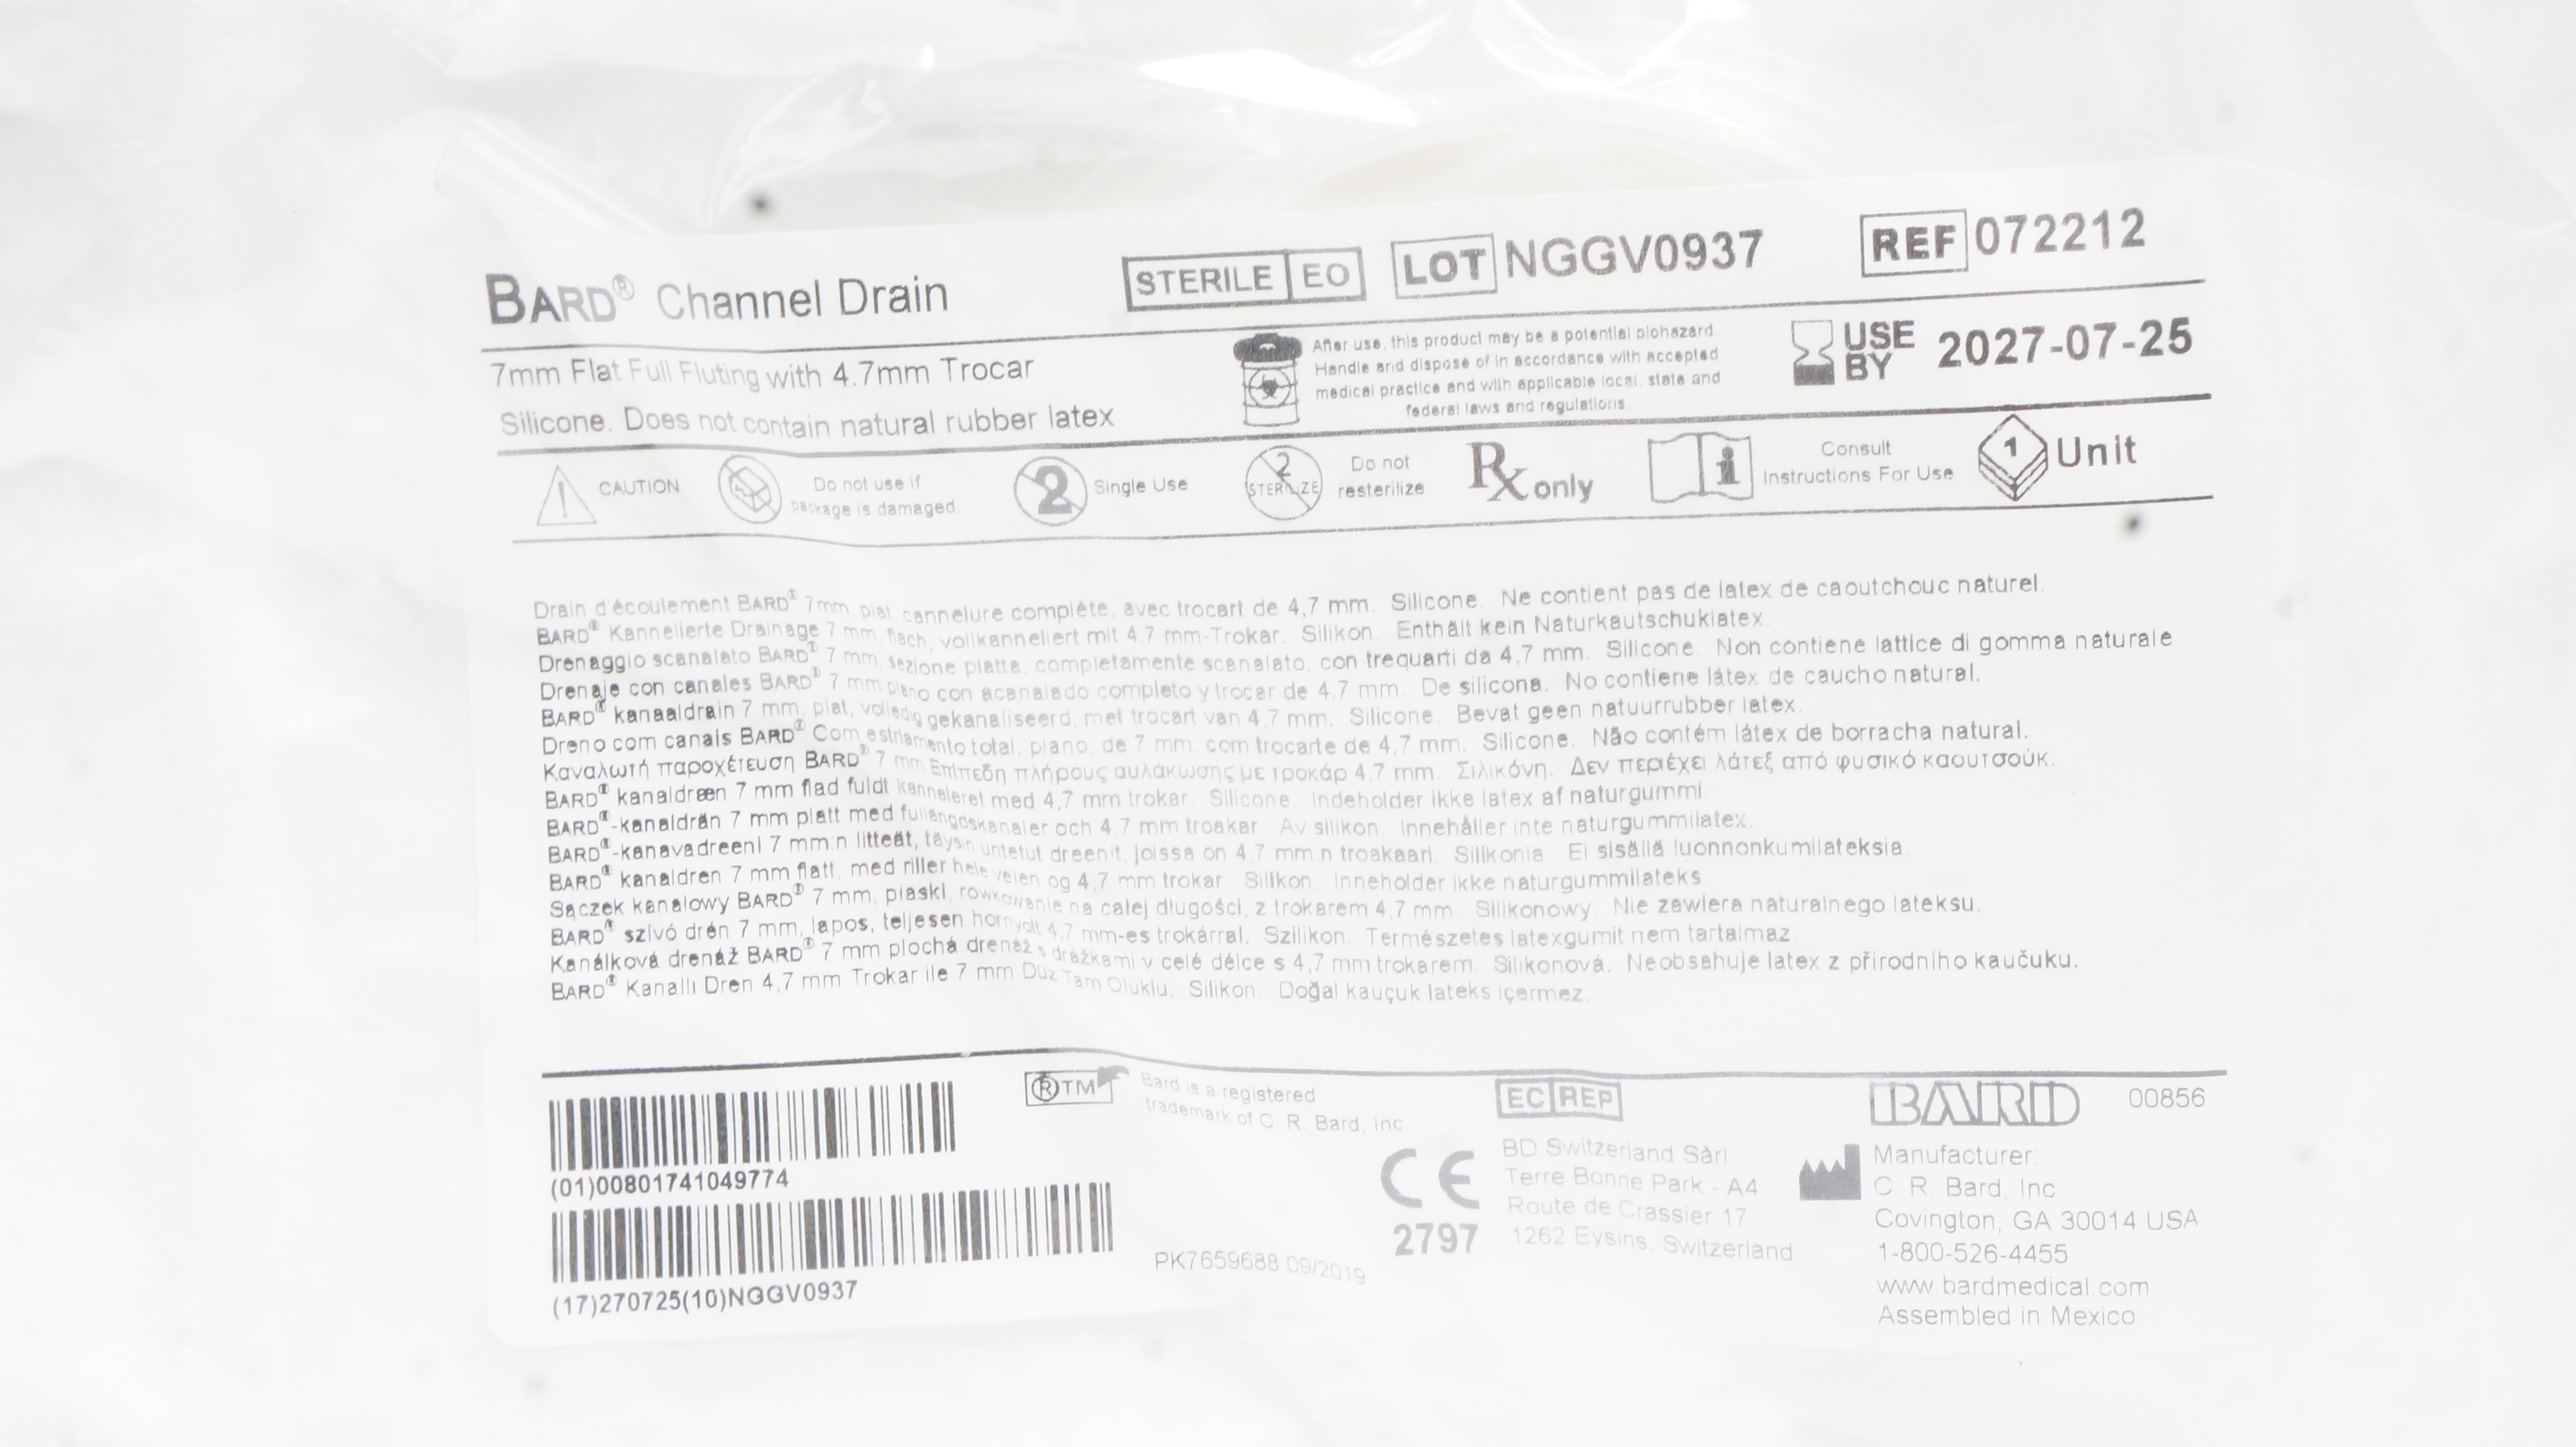 BARD® Channel Drain
STERILE EO
LOT NGGV0937
REF 072212
7mm Flat Full Fluting with 4.7mm Trocar
Silicone. Does not contain natural rubber latex
After use, this product may be a potential biohazard.
Handle and dispose of in accordance with accepted
medical practice and with applicable local, state and
federal laws and regulations.
USE
BY
2027-07-25
CAUTION
Do not use if
package is damaged.
2
Single Use
2
STERILIZE
Do not
resterilize
Rx only
Consult
Instructions For Use
1
Unit
Drain d'écoulement BARD® 7mm, plat, cannelure complète, avec trocart de 4,7 mm. Silicone. Ne contient pas de latex de caoutchouc naturel.
BARD® Kannelierte Drainage 7 mm, flach, vollkanneliert mit 4,7 mm-Trokar. Silikon. Enthält kein Naturkautschuklatex.
Drenaggio scanalato BARD® 7 mm, sezione piatta, completamente scanalato, con trequarti da 4,7 mm. Silicone. Non contiene lattice di gomma naturale
Drenaje con canales BARD® 7 mm plano con acanalado completo y trocar de 4,7 mm. De silicona. No contiene látex de caucho natural.
BARD® kanaaldrain 7 mm, plat, volledig gekanaliseerd, met trocart van 4,7 mm. Silicone. Bevat geen natuurrubber latex.
Dreno com canais BARD® Com estriamento total, plano, de 7 mm, com trocarte de 4,7 mm. Silicone. Não contém látex de borracha natural.
Καναλωτή παροχέτευση BARD® 7 mm Επίπεδη πλήρους αυλάκωσης με τροκάρ 4,7 mm. Σιλικόνη. Δεν περιέχει λάτεξ από φυσικό καουτσούκ.
BARD® kanaldræn 7 mm flad fuldt kanneleret med 4,7 mm trokar. Silicone. Indeholder ikke latex af naturgummi.
BARD®-kanaldrän 7 mm platt med fullängdskanaler och 4,7 mm troakar. Av silikon. Innehåller inte naturgummilatex.
BARD®-kanavadreeni 7 mm:n litteät, täysin uritetut dreenit, joissa on 4,7 mm:n troakaari. Silikonia. Ei sisällä luonnonkumilateksia.
BARD® kanaldren 7 mm flatt, med riller hele veien og 4,7 mm trokar. Silikon. Inneholder ikke naturgummilateks.
Sączek kanałowy BARD® 7 mm, płaski, rowkowanie na całej długości, z trokarem 4,7 mm. Silikonowy. Nie zawiera naturalnego lateksu.
BARD® szívó drén 7 mm, lapos, teljesen hornyolt 4,7 mm-es trokárral. Szilikon. Természetes latexgumit nem tartalmaz.
Kanálková drenáž BARD® 7 mm plochá drenáž s drážkami v celé délce s 4,7 mm trokarem. Silikonová. Neobsahuje latex z přírodního kaučuku.
BARD® Kanallı Dren 4,7 mm Trokar ile 7 mm Düz Tam Oluklu. Silikon. Doğal kauçuk lateks içermez.
(01)00801741049774
(17)270725(10)NGGV0937
®TM
Bard is a registered
trademark of C. R. Bard, Inc.
PK7659688 09/2019
CE
2797
EC REP
BD Switzerland Sàrl
Terre Bonne Park - A4
Route de Crassier 17
1262 Eysins, Switzerland
BARD
00856
Manufacturer:
C. R. Bard, Inc.
Covington, GA 30014 USA
1-800-526-4455
www.bardmedical.com
Assembled in Mexico